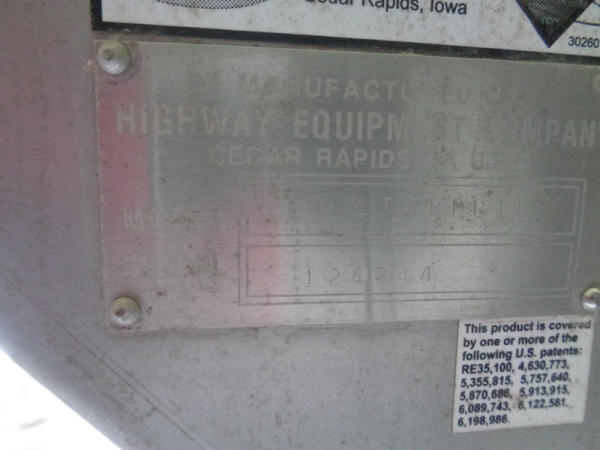 Cedar Rapids, Iowa
30260
MANUFACTURED BY
HIGHWAY EQUIPMENT COMPANY
CEDAR RAPIDS
124244
This product is covered
by one or more of the
following U.S. patents:
RE35,100, 4,630,773,
5,355,815, 5,757,640,
5,870,686, 5,913,915,
6,089,743, 6,122,581,
6,198,986.